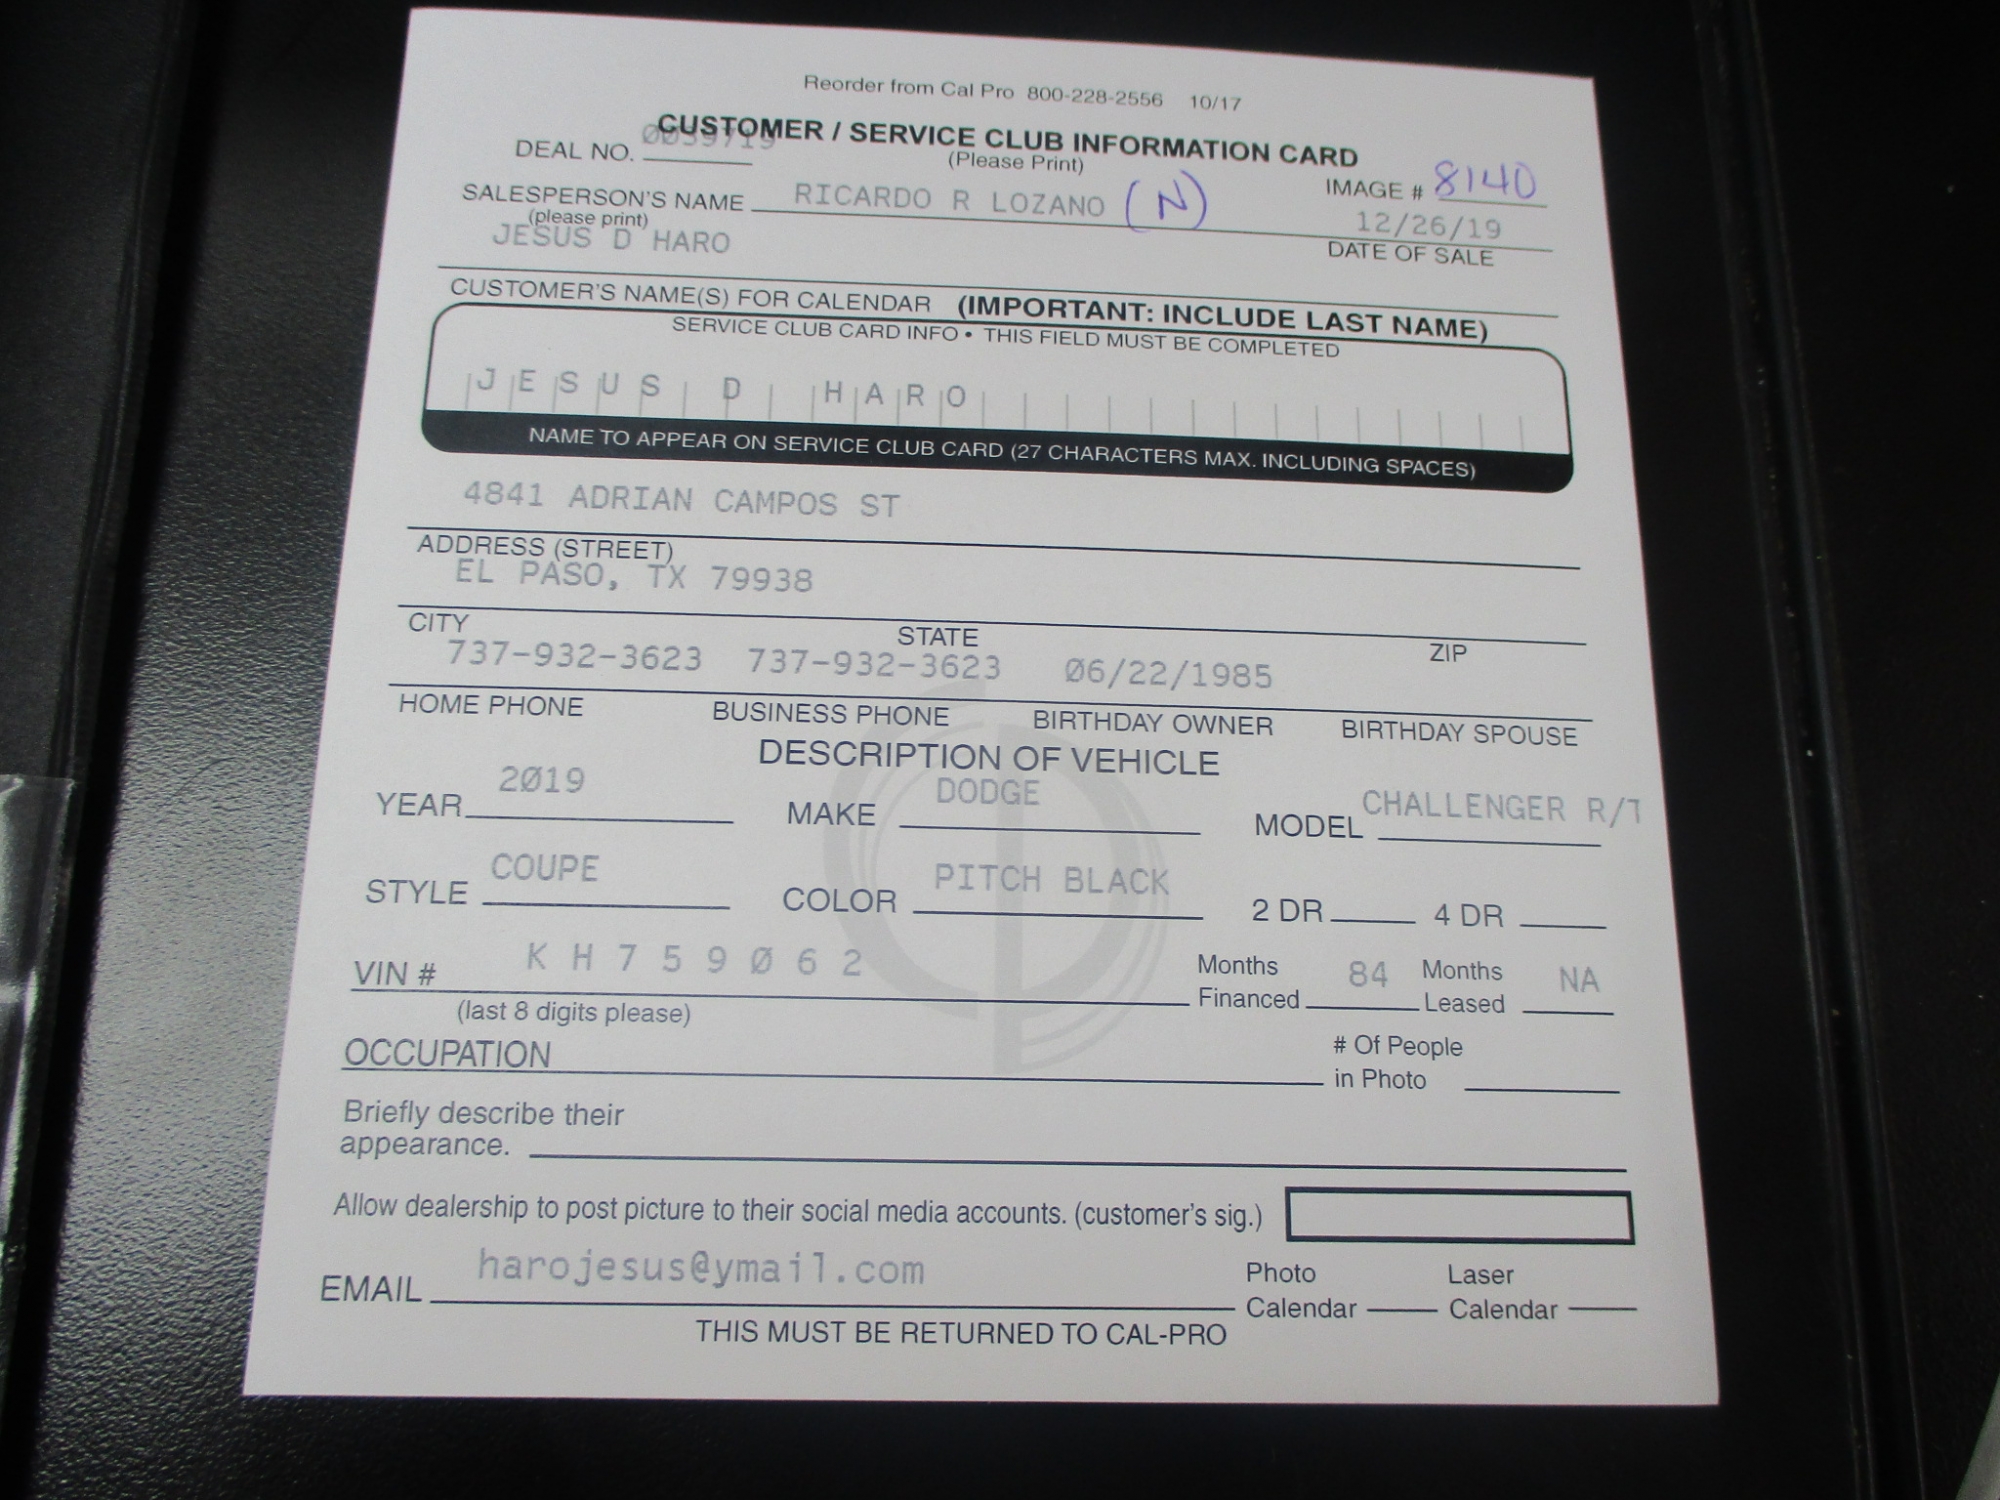 Reorder from Cal Pro 800-228-2556 10/17
CUSTOMER / SERVICE CLUB INFORMATION CARD
(Please Print)
DEAL NO. 0039719
IMAGE # 8140
SALESPERSON'S NAME RICARDO R LOZANO (N)
(please print)
12/26/19
DATE OF SALE
JESUS D HARO
CUSTOMER'S NAME(S) FOR CALENDAR (IMPORTANT: INCLUDE LAST NAME)
SERVICE CLUB CARD INFO • THIS FIELD MUST BE COMPLETED
JESUS D HARO
NAME TO APPEAR ON SERVICE CLUB CARD (27 CHARACTERS MAX. INCLUDING SPACES)
4841 ADRIAN CAMPOS ST
ADDRESS (STREET)
EL PASO, TX 79938
CITY STATE ZIP
737-932-3623 737-932-3623 06/22/1985
HOME PHONE BUSINESS PHONE BIRTHDAY OWNER BIRTHDAY SPOUSE
DESCRIPTION OF VEHICLE
YEAR 2019 MAKE DODGE MODEL CHALLENGER R/T
STYLE COUPE COLOR PITCH BLACK 2 DR 4 DR
VIN # K H 7 5 9 0 6 2 Months Financed 84 Months Leased NA
(last 8 digits please)
OCCUPATION # Of People in Photo
Briefly describe their
appearance.
Allow dealership to post picture to their social media accounts. (customer's sig.)
EMAIL harojesus@ymail.com Photo Calendar Laser Calendar
THIS MUST BE RETURNED TO CAL-PRO